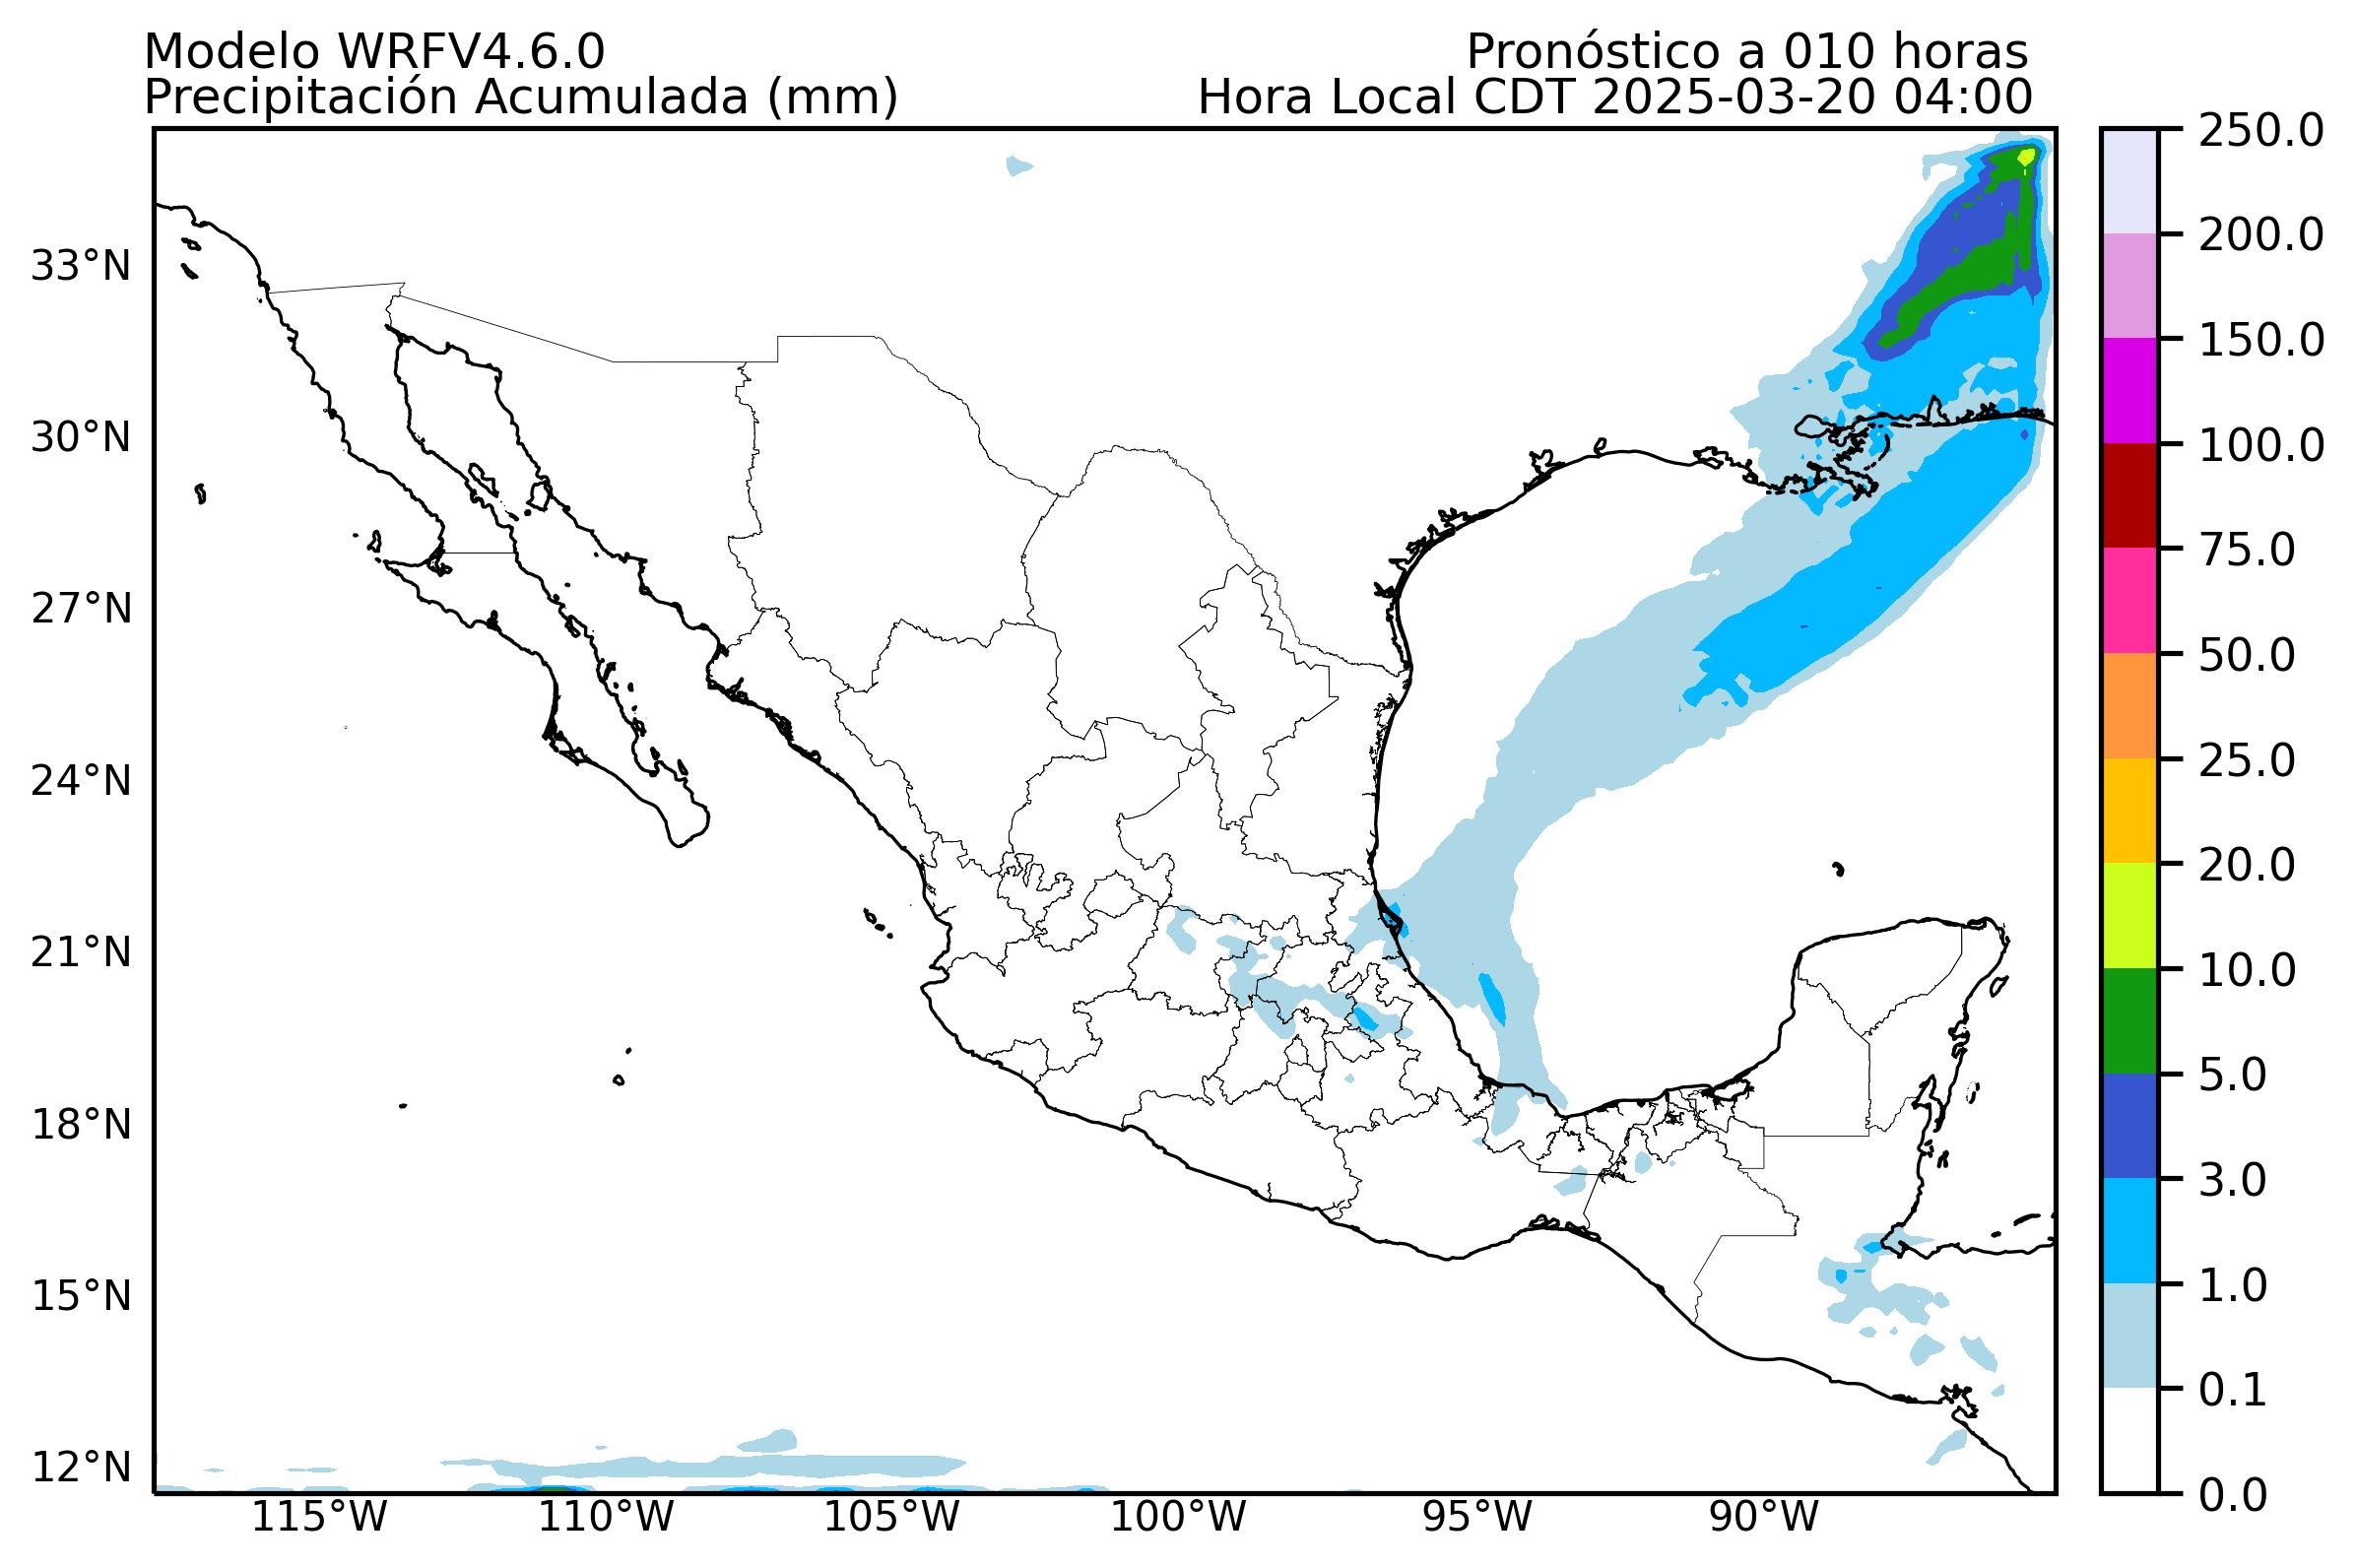 Modelo WRFV4.6.0
Pronóstico a 010 horas
Precipitación Acumulada (mm)
Hora Local CDT 2025-03-20 04:00
33°N
30°N
27°N
24°N
21°N
18°N
15°N
12°N
115°W
110°W
105°W
100°W
95°W
90°W
250.0
200.0
150.0
100.0
75.0
50.0
25.0
20.0
10.0
5.0
3.0
1.0
0.1
0.0